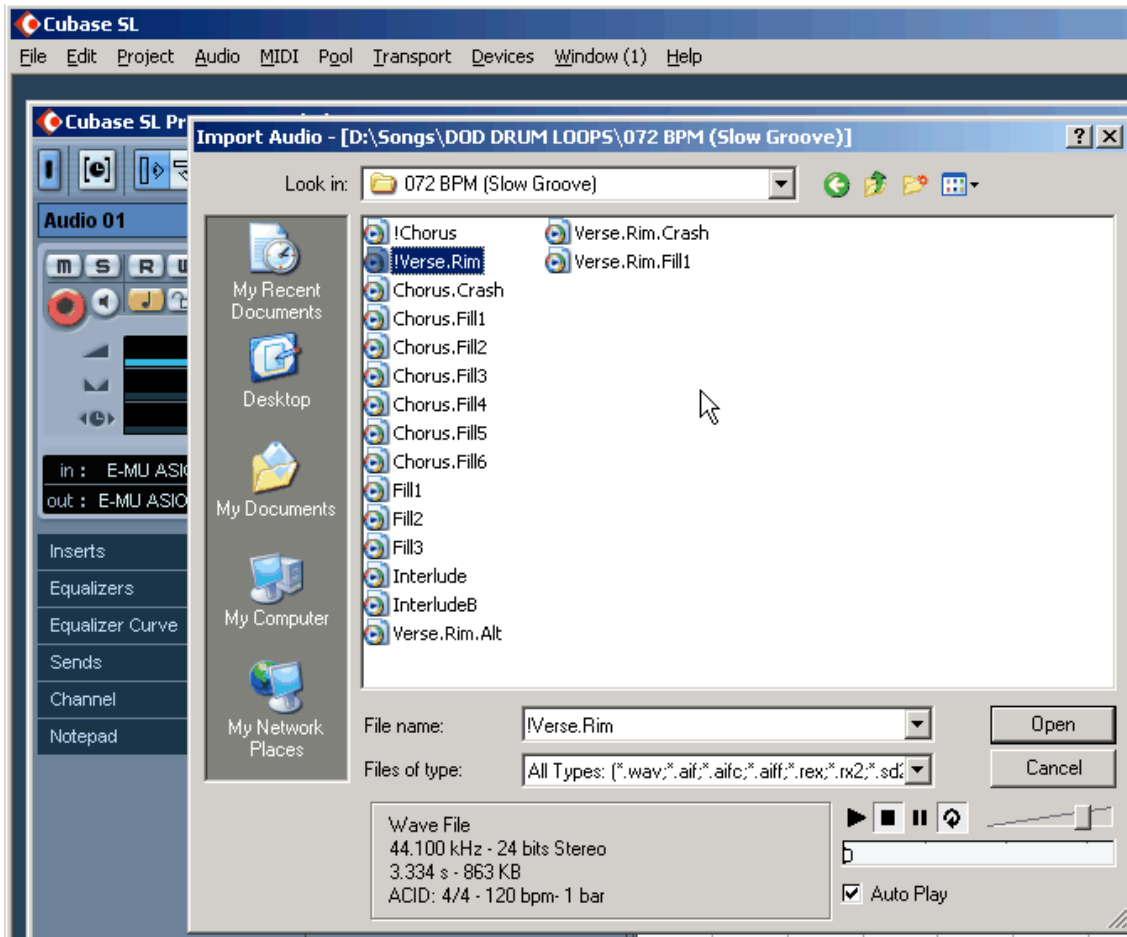 Cubase SL
File Edit Project Audio MIDI Pool Transport Devices Window (1) Help
Cubase SL Pr
Import Audio - [D:\Songs\DOD DRUM LOOPS\072 BPM (Slow Groove)]
Look in: 072 BPM (Slow Groove)
Audio 01
m S R
in : E-MU ASIO
out : E-MU ASIO
Inserts
Equalizers
Equalizer Curve
Sends
Channel
Notepad
My Recent
Documents
Desktop
My Documents
My Computer
My Network
Places
!Chorus
!Verse.Rim
Chorus.Crash
Chorus.Fill1
Chorus.Fill2
Chorus.Fill3
Chorus.Fill4
Chorus.Fill5
Chorus.Fill6
Fill1
Fill2
Fill3
Interlude
InterludeB
Verse.Rim.Alt
Verse.Rim.Crash
Verse.Rim.Fill1
File name: !Verse.Rim Open
Files of type: All Types: (*.wav;*.aif;*.aifc;*.aiff;*.rex;*.rx2;*.sd2 Cancel
Wave File
44.100 kHz - 24 bits Stereo
3.334 s - 863 KB
ACID: 4/4 - 120 bpm- 1 bar
Auto Play